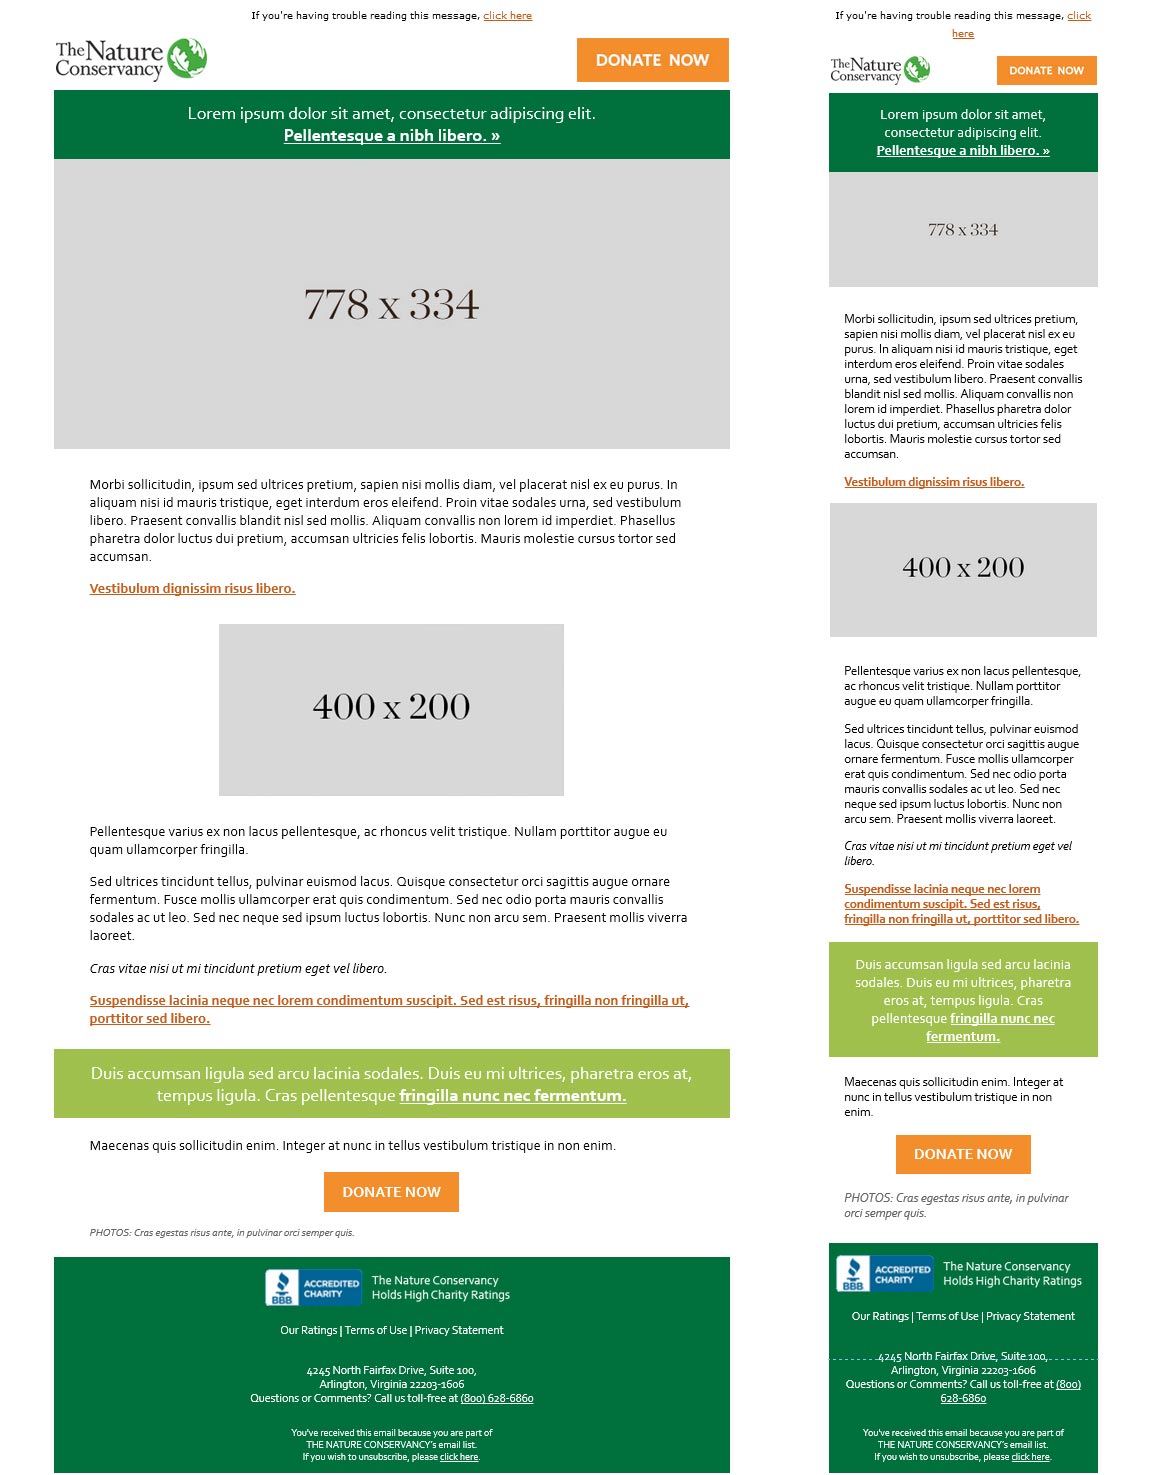 If you're having trouble reading this message, click here
The Nature
Conservancy
DONATE NOW
Lorem ipsum dolor sit amet, consectetur adipiscing elit.
Pellentesque a nibh libero. »
778 x 334
Morbi sollicitudin, ipsum sed ultrices pretium, sapien nisi mollis diam, vel placerat nisl ex eu purus. In
aliquam nisi id mauris tristique, eget interdum eros eleifend. Proin vitae sodales urna, sed vestibulum
libero. Praesent convallis blandit nisl sed mollis. Aliquam convallis non lorem id imperdiet. Phasellus
pharetra dolor luctus dui pretium, accumsan ultricies felis lobortis. Mauris molestie cursus tortor sed
accumsan.
Vestibulum dignissim risus libero.
400 x 200
Pellentesque varius ex non lacus pellentesque, ac rhoncus velit tristique. Nullam porttitor augue eu
quam ullamcorper fringilla.
Sed ultrices tincidunt tellus, pulvinar euismod lacus. Quisque consectetur orci sagittis augue ornare
fermentum. Fusce mollis ullamcorper erat quis condimentum. Sed nec odio porta mauris convallis
sodales ac ut leo. Sed nec neque sed ipsum luctus lobortis. Nunc non arcu sem. Praesent mollis viverra
laoreet.
Cras vitae nisi ut mi tincidunt pretium eget vel libero.
Suspendisse lacinia neque nec lorem condimentum suscipit. Sed est risus, fringilla non fringilla ut,
porttitor sed libero.
Duis accumsan ligula sed arcu lacinia sodales. Duis eu mi ultrices, pharetra eros at,
tempus ligula. Cras pellentesque fringilla nunc nec fermentum.
Maecenas quis sollicitudin enim. Integer at nunc in tellus vestibulum tristique in non enim.
DONATE NOW
PHOTOS: Cras egestas risus ante, in pulvinar orci semper quis.
BBB
ACCREDITED
CHARITY
The Nature Conservancy
Holds High Charity Ratings
Our Ratings | Terms of Use | Privacy Statement
4245 North Fairfax Drive, Suite 100,
Arlington, Virginia 22203-1606
Questions or Comments? Call us toll-free at (800) 628-6860
You've received this email because you are part of
THE NATURE CONSERVANCY's email list.
If you wish to unsubscribe, please click here.
If you're having trouble reading this message, click
here
The Nature
Conservancy
DONATE NOW
Lorem ipsum dolor sit amet,
consectetur adipiscing elit.
Pellentesque a nibh libero. »
778 x 334
Morbi sollicitudin, ipsum sed ultrices pretium,
sapien nisi mollis diam, vel placerat nisl ex eu
purus. In aliquam nisi id mauris tristique, eget
interdum eros eleifend. Proin vitae sodales
urna, sed vestibulum libero. Praesent convallis
blandit nisl sed mollis. Aliquam convallis non
lorem id imperdiet. Phasellus pharetra dolor
luctus dui pretium, accumsan ultricies felis
lobortis. Mauris molestie cursus tortor sed
accumsan.
Vestibulum dignissim risus libero.
400 x 200
Pellentesque varius ex non lacus pellentesque,
ac rhoncus velit tristique. Nullam porttitor
augue eu quam ullamcorper fringilla.
Sed ultrices tincidunt tellus, pulvinar euismod
lacus. Quisque consectetur orci sagittis augue
ornare fermentum. Fusce mollis ullamcorper
erat quis condimentum. Sed nec odio porta
mauris convallis sodales ac ut leo. Sed nec
neque sed ipsum luctus lobortis. Nunc non
arcu sem. Praesent mollis viverra laoreet.
Cras vitae nisi ut mi tincidunt pretium eget vel
libero.
Suspendisse lacinia neque nec lorem
condimentum suscipit. Sed est risus,
fringilla non fringilla ut, porttitor sed libero.
Duis accumsan ligula sed arcu lacinia
sodales. Duis eu mi ultrices, pharetra
eros at, tempus ligula. Cras
pellentesque fringilla nunc nec
fermentum.
Maecenas quis sollicitudin enim. Integer at
nunc in tellus vestibulum tristique in non
enim.
DONATE NOW
PHOTOS: Cras egestas risus ante, in pulvinar
orci semper quis.
BBB
ACCREDITED
CHARITY
The Nature Conservancy
Holds High Charity Ratings
Our Ratings | Terms of Use | Privacy Statement
4245 North Fairfax Drive, Suite 100,
Arlington, Virginia 22203-1606
Questions or Comments? Call us toll-free at (800)
628-6860
You've received this email because you are part of
THE NATURE CONSERVANCY's email list.
If you wish to unsubscribe, please click here.